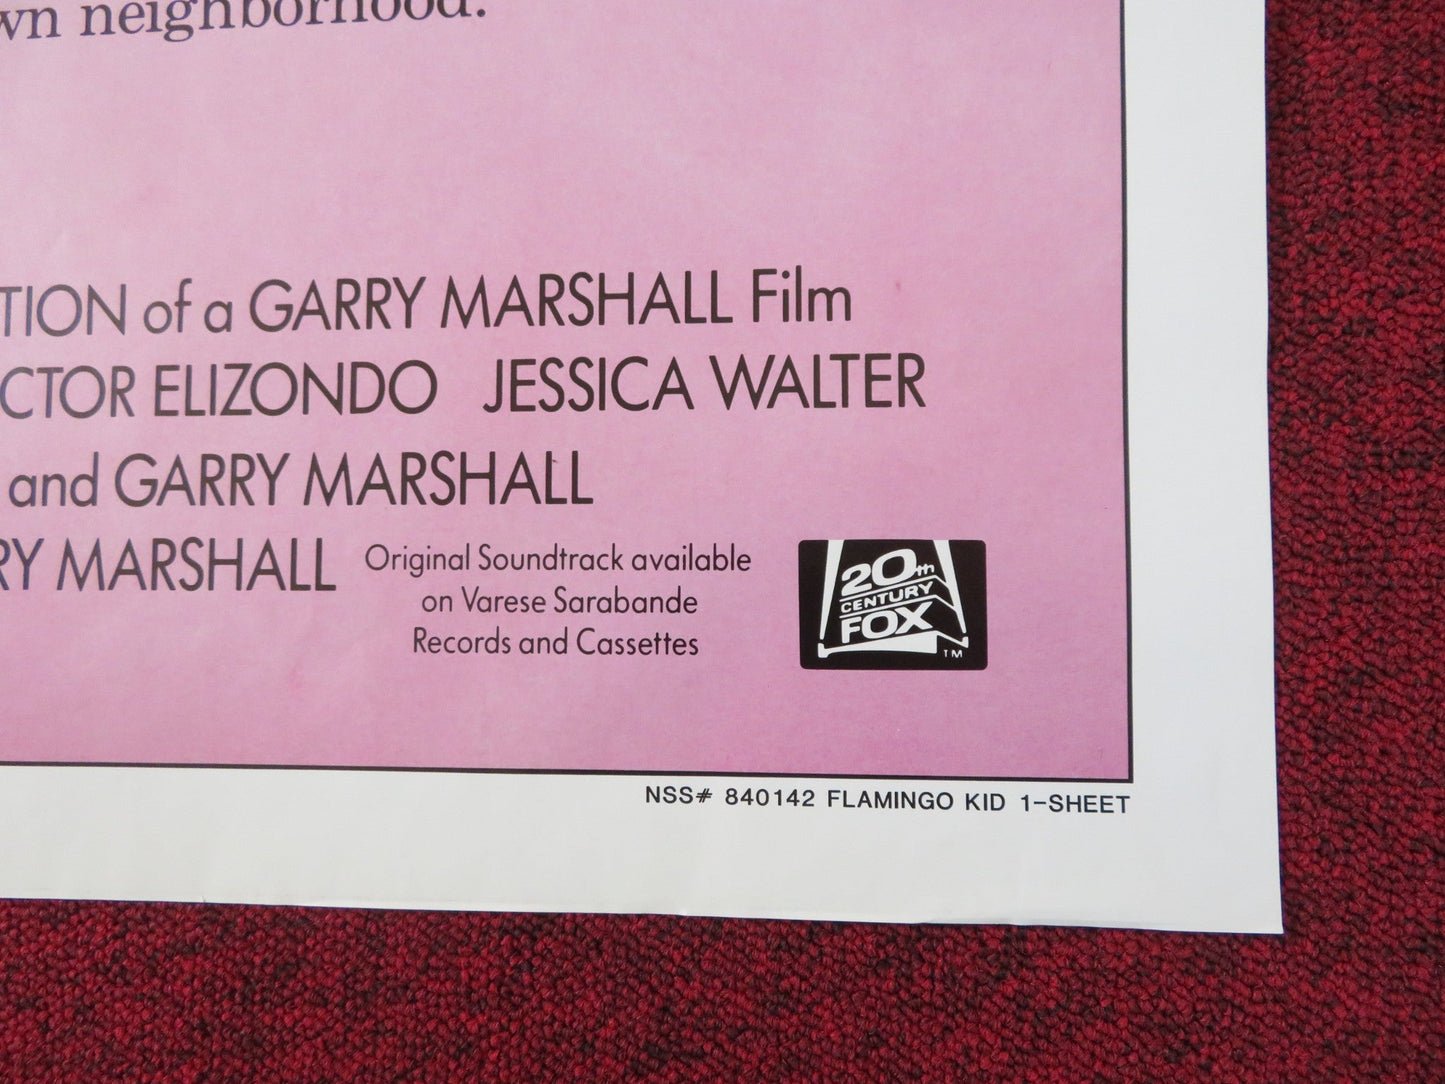 wn neighborhood.
TION of a GARRY MARSHALL Film
CTOR ELIZONDO JESSICA WALTER
and GARRY MARSHALL
RY MARSHALL
Original Soundtrack available
on Varese Sarabande
Records and Cassettes
20th
CENTURY
FOX
TM
NSS# 840142 FLAMINGO KID 1-SHEET